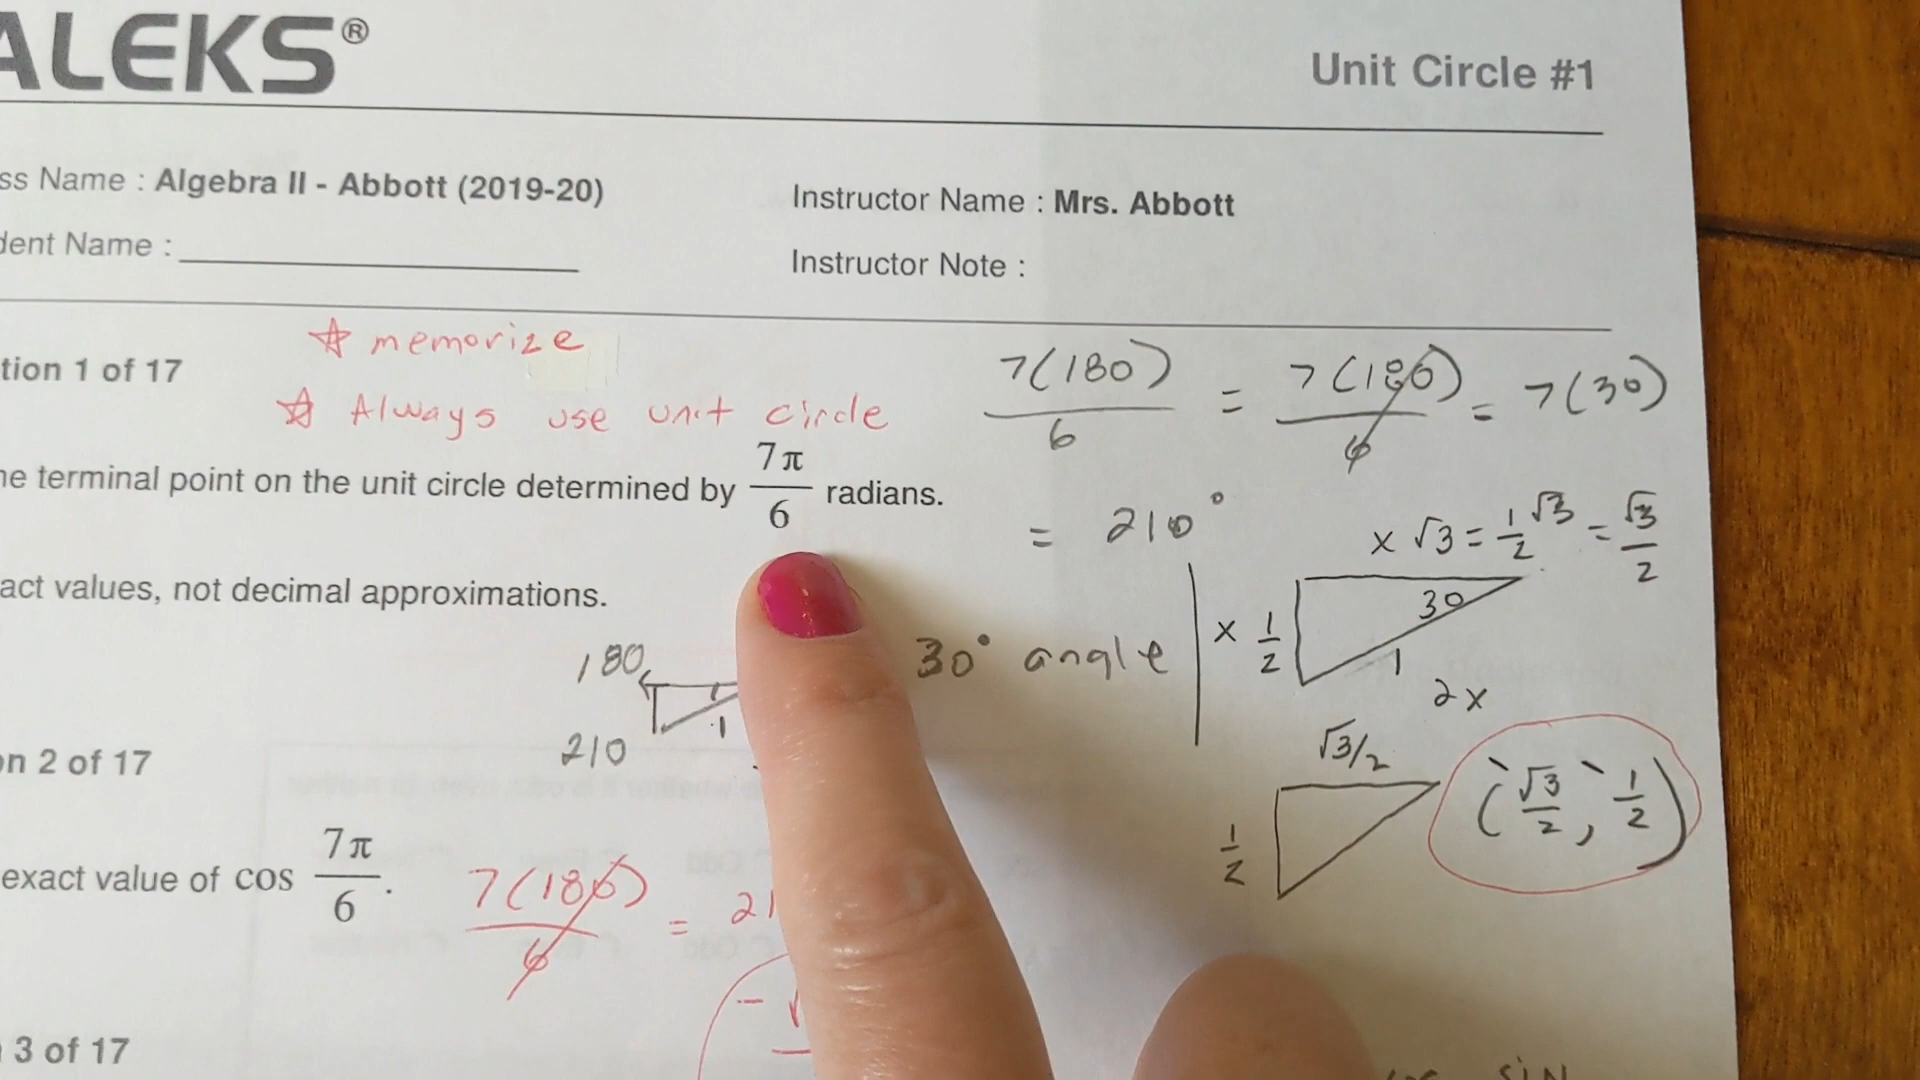 ALEKS®
Unit Circle #1
ss Name : Algebra II - Abbott (2019-20)
Instructor Name : Mrs. Abbott
dent Name :
Instructor Note :
☆ memorize
tion 1 of 17
☆ Always use unit circle
7(180)/6 = 7(180)/6 = 7(30)
he terminal point on the unit circle determined by 7π/6 radians.
= 210°
x √3 = 1/2 √3 = √3/2
act values, not decimal approximations.
30
180
30° angle
x 1/2
1
2x
1
210
√3/2
n 2 of 17
1/2
(-√3/2, -1/2)
exact value of cos 7π/6.
7(180)/6 = 21
3 of 17
sin